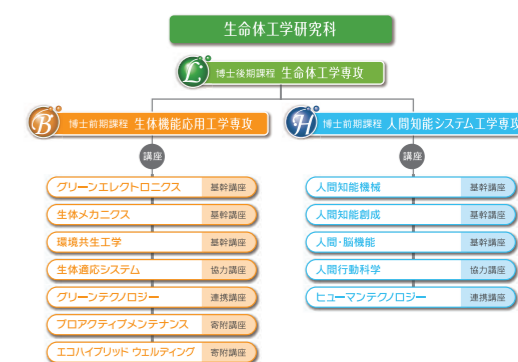 生命体工学研究科
L 博士後期課程 生命体工学専攻
B 博士前期課程 生体機能応用工学専攻
H 博士前期課程 人間知能システム工学専攻
講座
講座
グリーンエレクトロニクス 基幹講座
生体メカニクス 基幹講座
環境共生工学 基幹講座
生体適応システム 協力講座
グリーンテクノロジー 連携講座
プロアクティブメンテナンス 寄附講座
エコハイブリッド ウエルティング 寄附講座
人間知能機械 基幹講座
人間知能創成 基幹講座
人間・脳機能 基幹講座
人間行動科学 協力講座
ヒューマンテクノロジー 連携講座